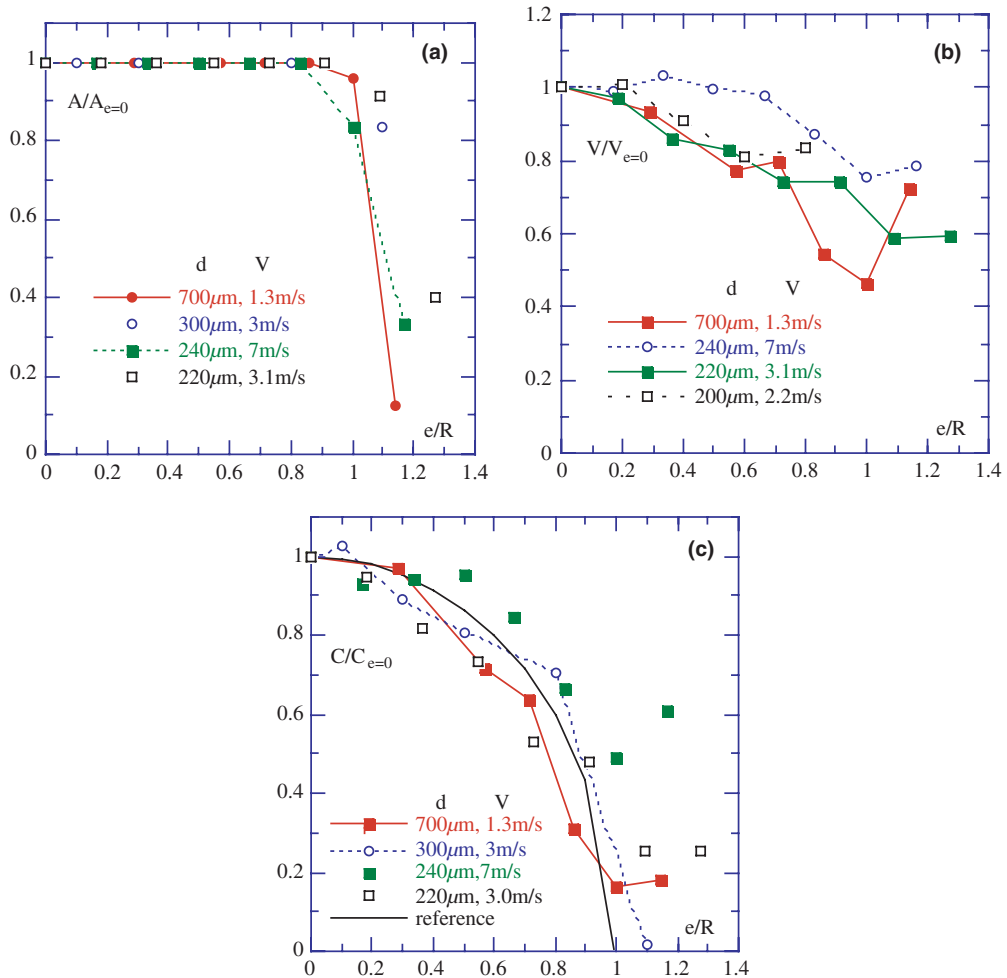 (a)
1
A/A e=0
0.8
0.6
d V
0.4
700μm, 1.3m/s
300μm, 3m/s
240μm, 7m/s
220μm, 3.1m/s
0.2
e/R
0
0 0.2 0.4 0.6 0.8 1 1.2 1.4
1.2
(b)
1
V/V e=0
0.8
0.6
d V
0.4
700μm, 1.3m/s
240μm, 7m/s
220μm, 3.1m/s
200μm, 2.2m/s
0.2
e/R
0
0 0.2 0.4 0.6 0.8 1 1.2 1.4
(c)
1
0.8
C/C e=0
0.6
0.4
d V
700μm, 1.3m/s
300μm, 3m/s
240μm,7m/s
220μm, 3.0m/s
reference
0.2
e/R
0
0 0.2 0.4 0.6 0.8 1 1.2 1.4